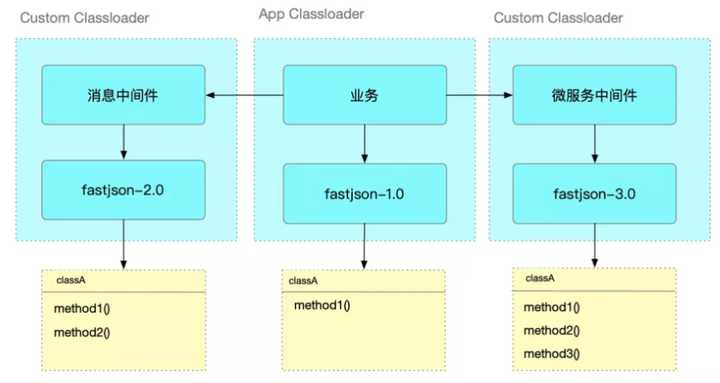 Custom Classloader
App Classloader
Custom Classloader
消息中间件
业务
微服务中间件
fastjson-2.0
fastjson-1.0
fastjson-3.0
classA
method1()
method2()
classA
method1()
classA
method1()
method2()
method3()